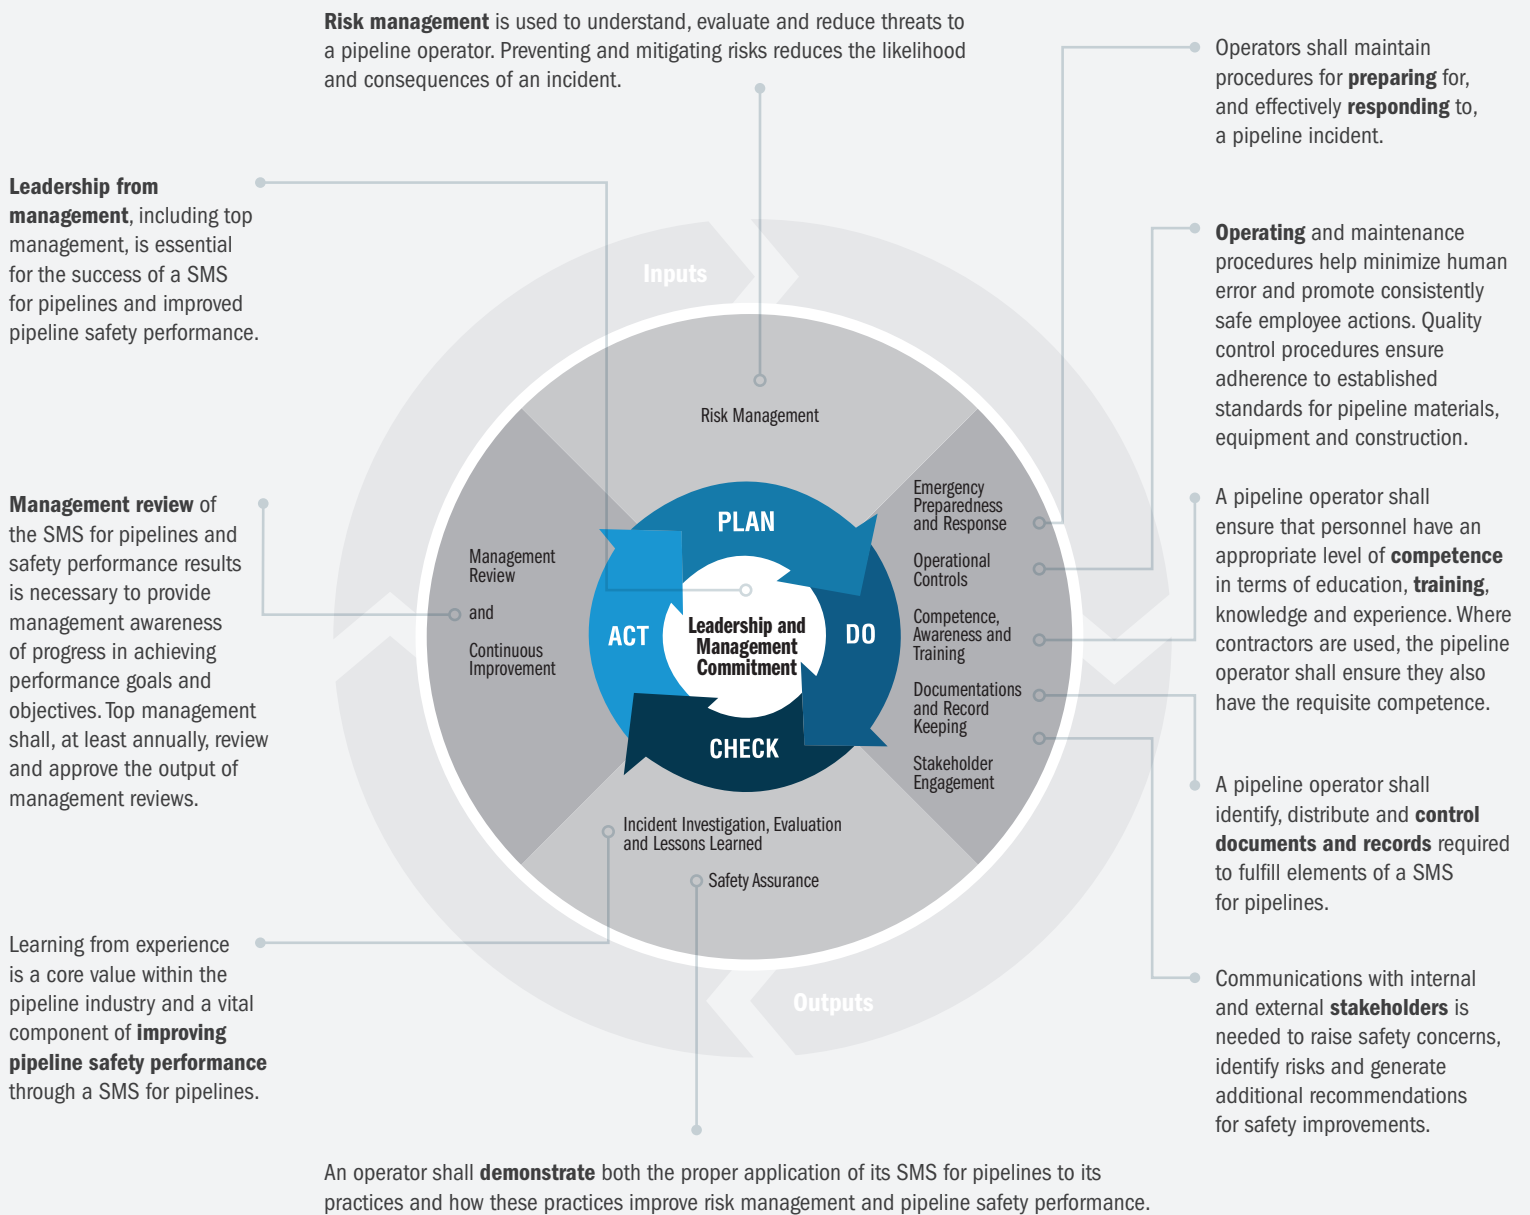 Risk management is used to understand, evaluate and reduce threats to
a pipeline operator. Preventing and mitigating risks reduces the likelihood
and consequences of an incident.
Operators shall maintain
procedures for preparing for,
and effectively responding to,
a pipeline incident.
Leadership from
management, including top
management, is essential
for the success of a SMS
for pipelines and improved
pipeline safety performance.
Operating and maintenance
procedures help minimize human
error and promote consistently
safe employee actions. Quality
control procedures ensure
adherence to established
standards for pipeline materials,
equipment and construction.
Inputs
Risk Management
Management review of
the SMS for pipelines and
safety performance results
is necessary to provide
management awareness
of progress in achieving
performance goals and
objectives. Top management
shall, at least annually, review
and approve the output of
management reviews.
Management
Review
and
Continuous
Improvement
PLAN
ACT
Leadership and
Management
Commitment
DO
CHECK
Emergency
Preparedness
and Response
Operational
Controls
Competence,
Awareness and
Training
Documentations
and Record
Keeping
Stakeholder
Engagement
A pipeline operator shall
ensure that personnel have an
appropriate level of competence
in terms of education, training,
knowledge and experience. Where
contractors are used, the pipeline
operator shall ensure they also
have the requisite competence.
A pipeline operator shall
identify, distribute and control
documents and records required
to fulfill elements of a SMS
for pipelines.
Incident Investigation, Evaluation
and Lessons Learned
Safety Assurance
Learning from experience
is a core value within the
pipeline industry and a vital
component of improving
pipeline safety performance
through a SMS for pipelines.
Outputs
Communications with internal
and external stakeholders is
needed to raise safety concerns,
identify risks and generate
additional recommendations
for safety improvements.
An operator shall demonstrate both the proper application of its SMS for pipelines to its
practices and how these practices improve risk management and pipeline safety performance.